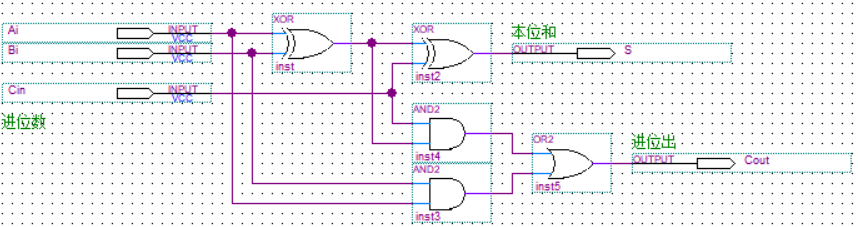 Ai
INPUT
VCC
Bi
INPUT
VCC
Cin
INPUT
VCC
进位数
XOR
inst
XOR
inst2
本位和
OUTPUT
S
AND2
inst4
AND2
inst3
OR2
inst5
进位出
OUTPUT
Cout